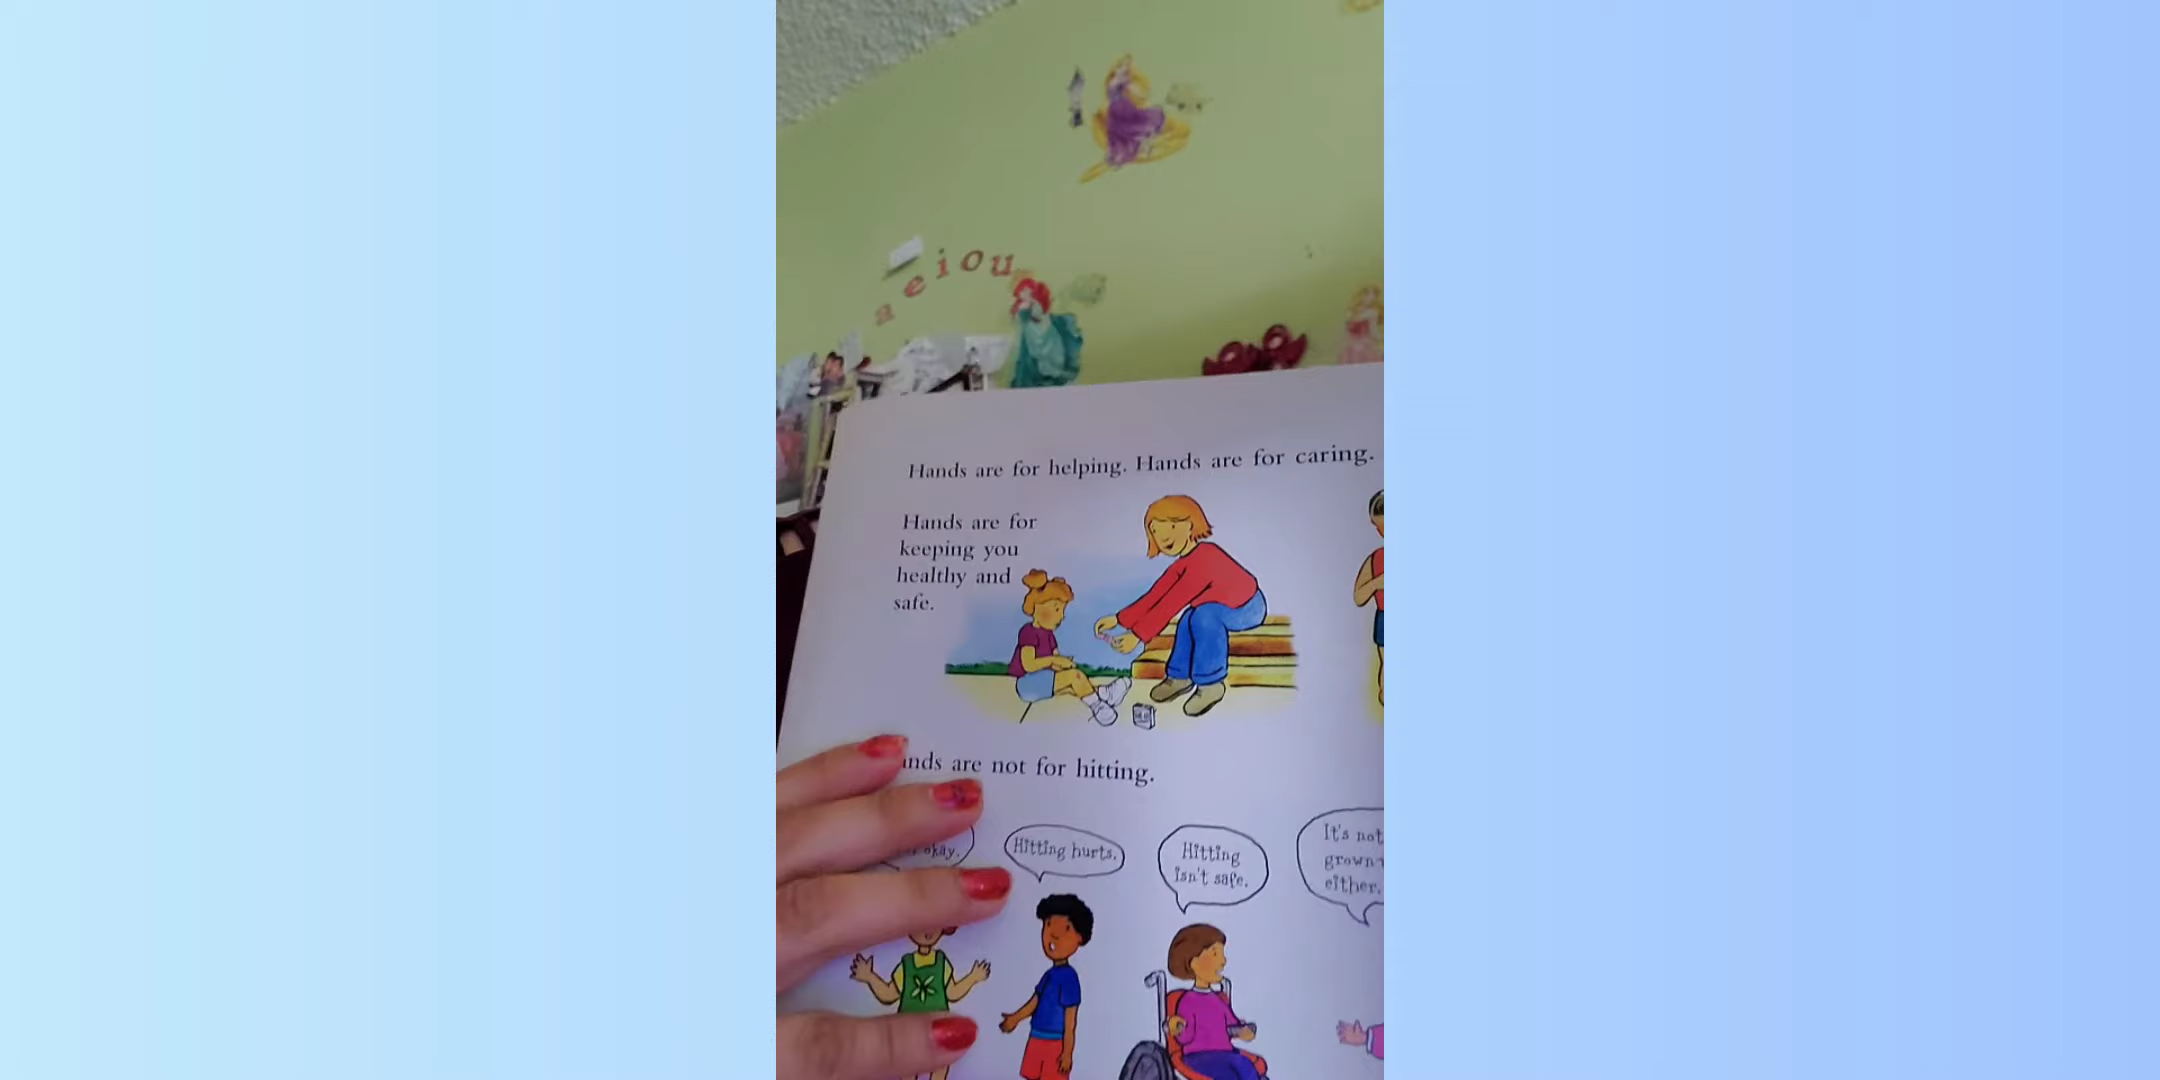 a e i o u
Hands are for helping. Hands are for caring.
Hands are for
keeping you
healthy and
safe.
nds are not for hitting.
okay.
Hitting hurts.
Hitting
isn't safe.
It's not
grown
either.